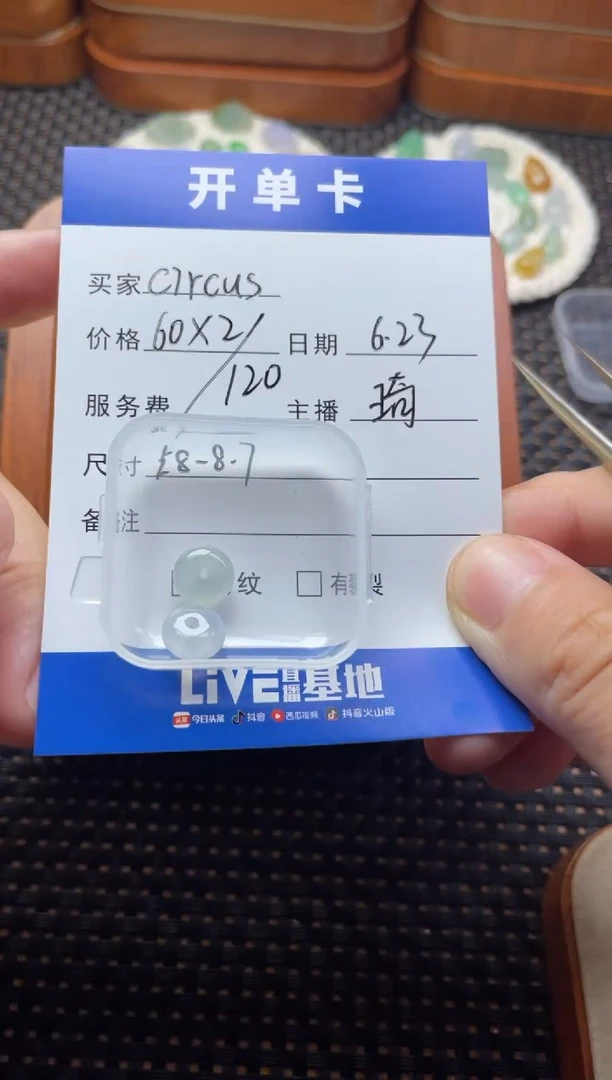 开单卡
买家 Circus
价格 60X2/ 日期 6.23
服务费 /120 主播 琦
尺寸 8-8.7
备注
纹 有裂
LIVE直播基地
头条 今日头条 抖音 西瓜视频 抖音火山版